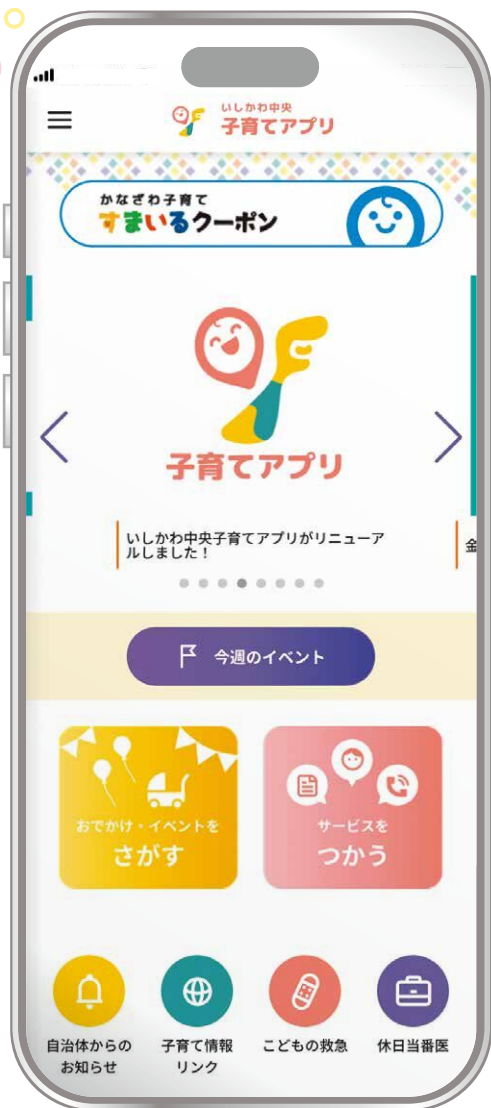 いしかわ中央
子育てアプリ
かなざわ子育て
すまいるクーポン
子育てアプリ
いしかわ中央子育てアプリがリニューア
ルしました！
金
今週のイベント
おでかけ・イベントを
さがす
サービスを
つかう
自治体からの
お知らせ
子育て情報
リンク
こどもの救急
休日当番医